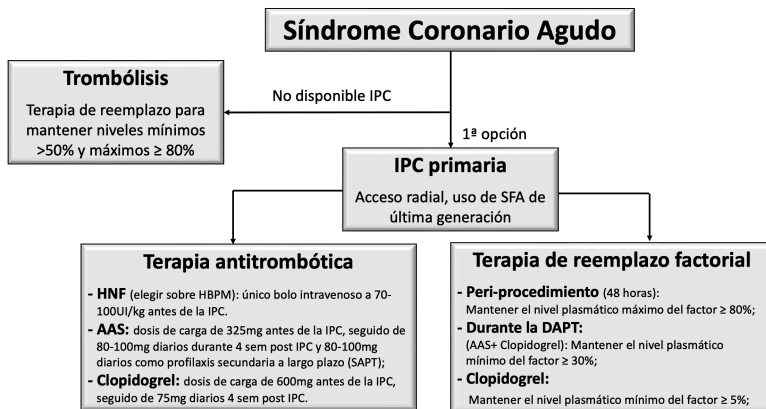 Síndrome Coronario Agudo
Trombólisis
Terapia de reemplazo para
mantener niveles mínimos
>50% y máximos ≥ 80%
No disponible IPC
1ª opción
IPC primaria
Acceso radial, uso de SFA de
última generación
Terapia antitrombótica
- HNF (elegir sobre HBPM): único bolo intravenoso a 70-
100UI/kg antes de la IPC.
- AAS: dosis de carga de 325mg antes de la IPC, seguido de
80-100mg diarios durante 4 sem post IPC y 80-100mg
diarios como profilaxis secundaria a largo plazo (SAPT);
- Clopidogrel: dosis de carga de 600mg antes de la IPC,
seguido de 75mg diarios 4 sem post IPC.
Terapia de reemplazo factorial
- Peri-procedimiento (48 horas):
Mantener el nivel plasmático máximo del factor ≥ 80%;
- Durante la DAPT:
(AAS+ Clopidogrel): Mantener el nivel plasmático
mínimo del factor ≥ 30%;
- Clopidogrel:
Mantener el nivel plasmático mínimo del factor ≥ 5%;